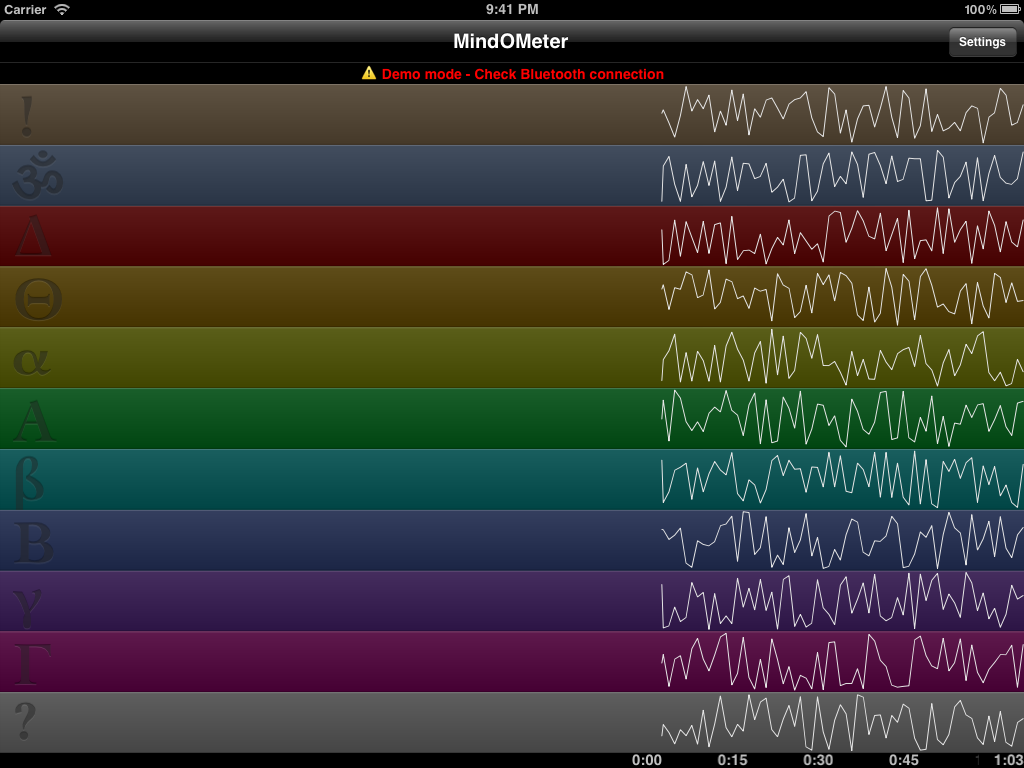 Carrier 9:41 PM 100%
MindOMeter Settings
Demo mode - Check Bluetooth connection
!
ॐ
Δ
Θ
α
A
β
B
γ
Γ
?
0:00 0:15 0:30 0:45 1:03